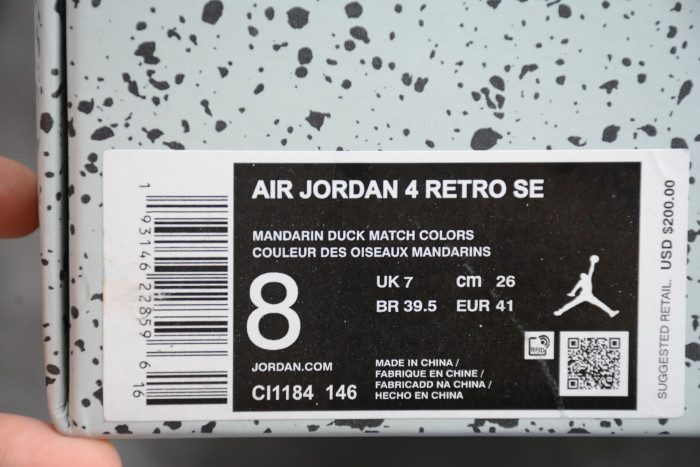 AIR JORDAN 4 RETRO SE
MANDARIN DUCK MATCH COLORS
COULEUR DES OISEAUX MANDARINS
8
UK 7 cm 26
BR 39.5 EUR 41
JORDAN.COM
CI1184 146
MADE IN CHINA /
FABRIQUE EN CHINE /
FABRICADD NÀ CHINA /
HECHO EN CHINA
RFID
SUGGESTED RETAIL. USD $200.00
1 93146 22859 6 16